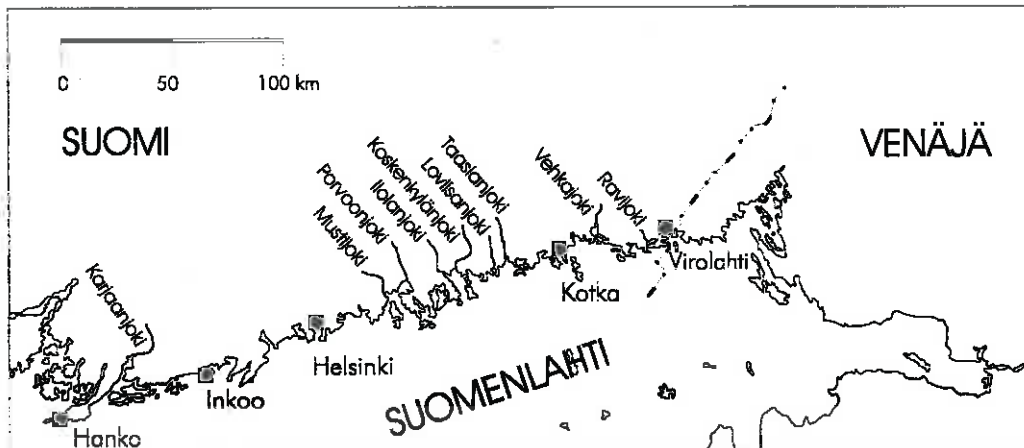 0 50 100 km
SUOMI
VENÄJÄ
Karjaanjoki
Mustijoki
Porvoonjoki
Ilolanjoki
Koskenkylänjoki
Loviisanjoki
Taasianjoki
Vehkajoki
Ravijoki
Virolahti
Kotka
Helsinki
Inkoo
Hanko
SUOMENLAHTI